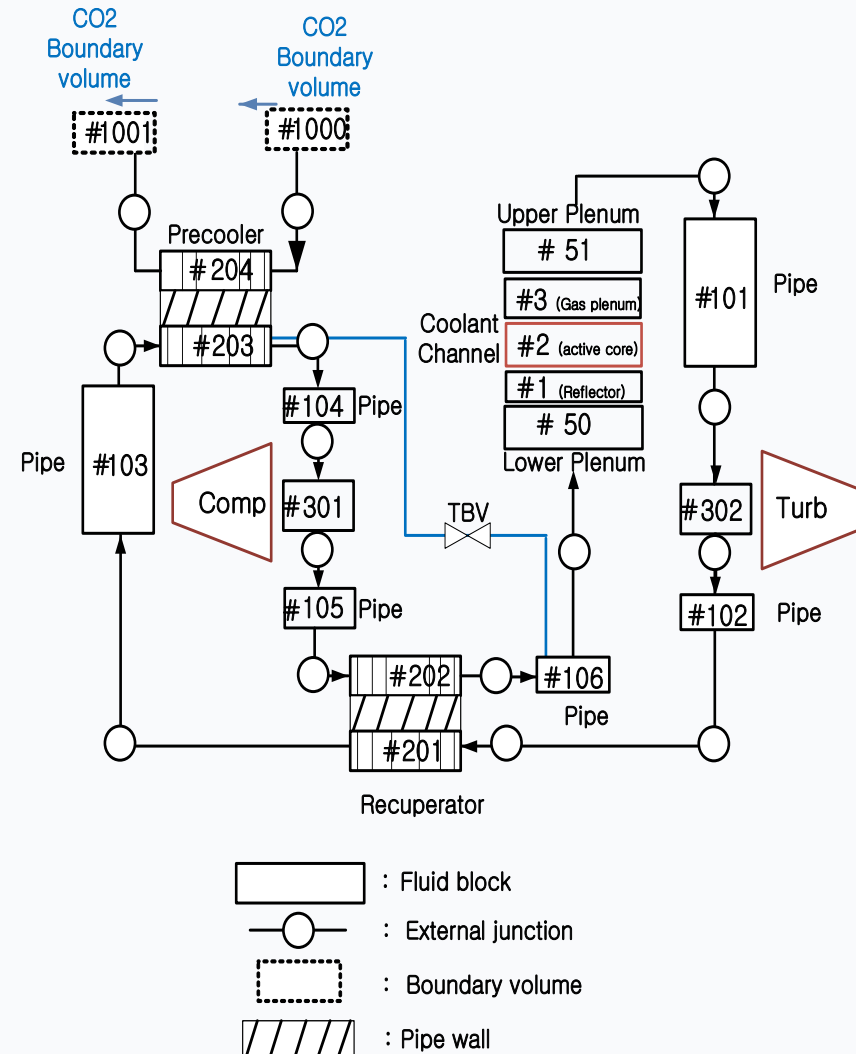 CO2
Boundary
volume
CO2
Boundary
volume
#1001
#1000
Precooler
#204
#203
Upper Plenum
# 51
#3 (Gas plenum)
Coolant
Channel
#2 (active core)
#1 (Reflector)
# 50
Lower Plenum
#101
Pipe
#104
Pipe
Pipe
#103
Comp
#301
TBV
#302
Turb
#105
Pipe
#102
Pipe
#202
#106
Pipe
#201
Recuperator
: Fluid block
: External junction
: Boundary volume
: Pipe wall